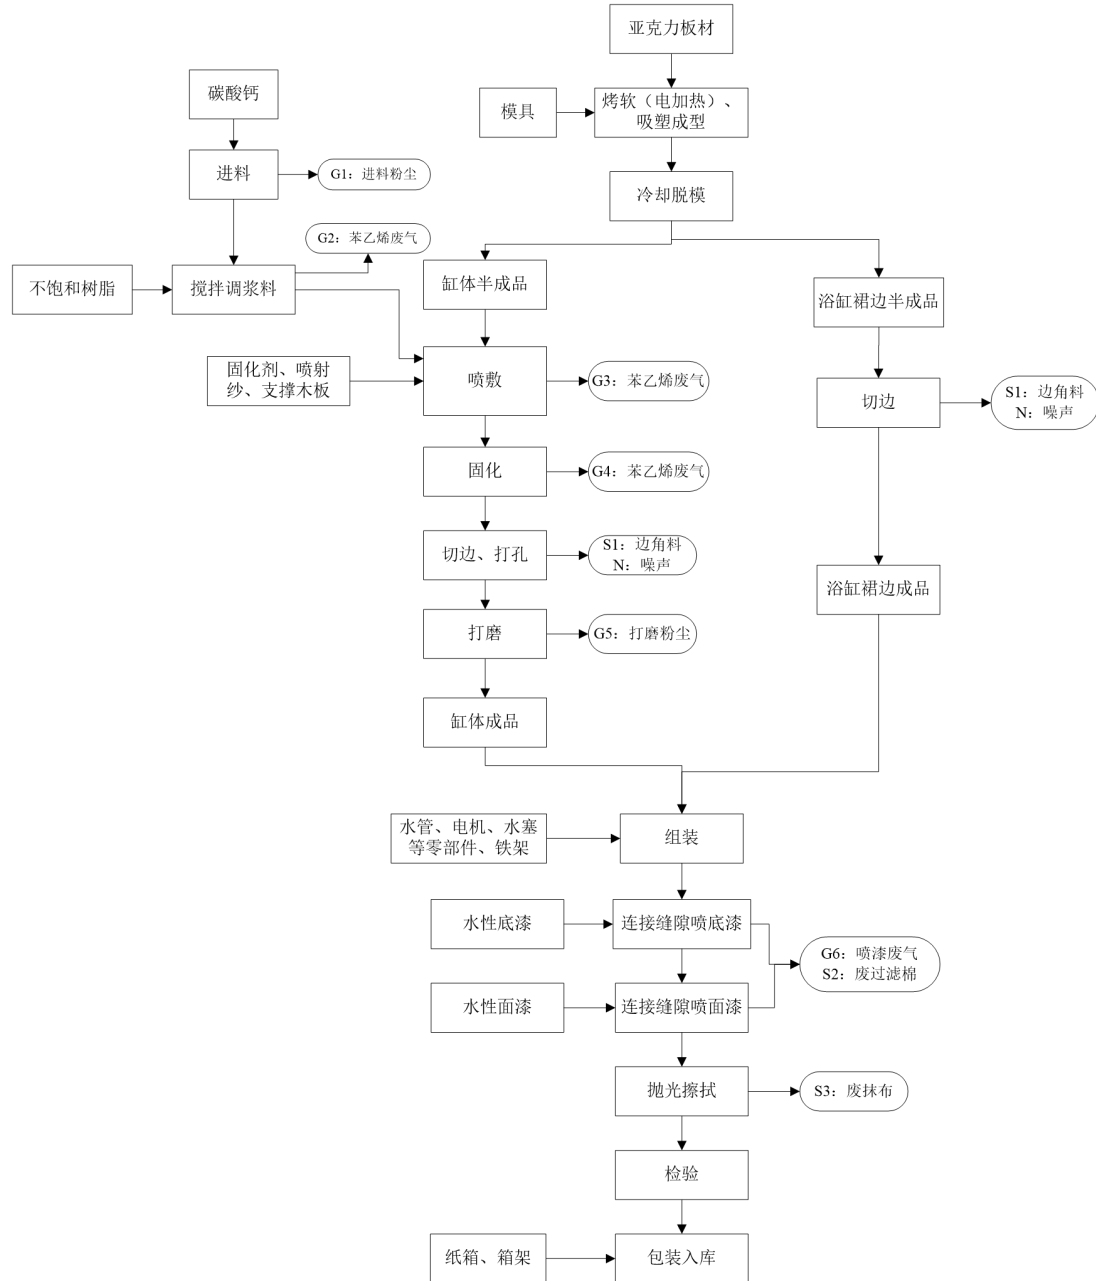 亚克力板材
碳酸钙
模具
烤软（电加热）、
吸塑成型
进料
G1：进料粉尘
冷却脱模
G2：苯乙烯废气
不饱和树脂
搅拌调浆料
缸体半成品
浴缸裙边半成品
固化剂、喷射
纱、支撑木板
喷敷
G3：苯乙烯废气
切边
S1：边角料
N：噪声
固化
G4：苯乙烯废气
切边、打孔
S1：边角料
N：噪声
浴缸裙边成品
打磨
G5：打磨粉尘
缸体成品
水管、电机、水塞
等零部件、铁架
组装
水性底漆
连接缝隙喷底漆
G6：喷漆废气
S2：废过滤棉
水性面漆
连接缝隙喷面漆
抛光擦拭
S3：废抹布
检验
纸箱、箱架
包装入库